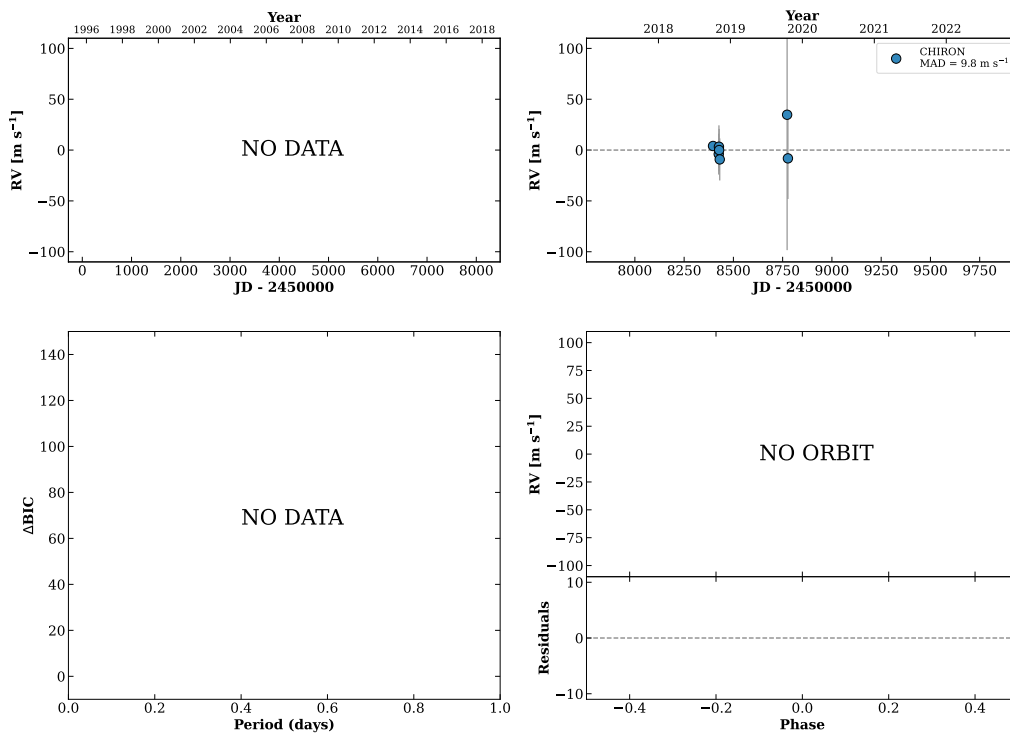 Year
1996 1998 2000 2002 2004 2006 2008 2010 2012 2014 2016 2018
100
50
0
−50
−100
RV [m s⁻¹]
NO DATA
0 1000 2000 3000 4000 5000 6000 7000 8000
JD - 2450000
Year
2018 2019 2020 2021 2022
100
50
0
−50
−100
RV [m s⁻¹]
CHIRON
MAD = 9.8 m s⁻¹
8000 8250 8500 8750 9000 9250 9500 9750
JD - 2450000
140
120
100
80
60
40
20
0
ΔBIC
NO DATA
0.0 0.2 0.4 0.6 0.8 1.0
Period (days)
100
75
50
25
0
−25
−50
−75
−100
RV [m s⁻¹]
NO ORBIT
10
0
−10
Residuals
−0.4 −0.2 0.0 0.2 0.4
Phase